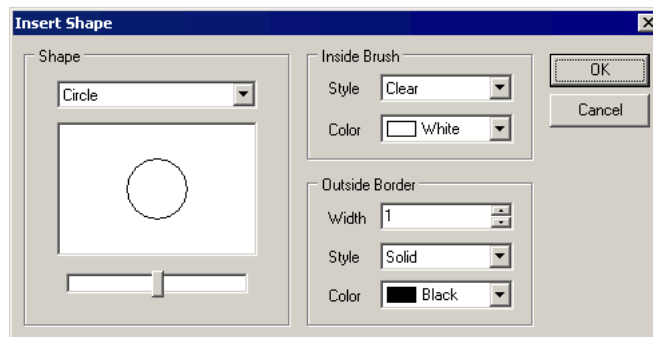 Insert Shape
Shape
Circle
Inside Brush
Style Clear
Color White
Outside Border
Width 1
Style Solid
Color Black
OK
Cancel